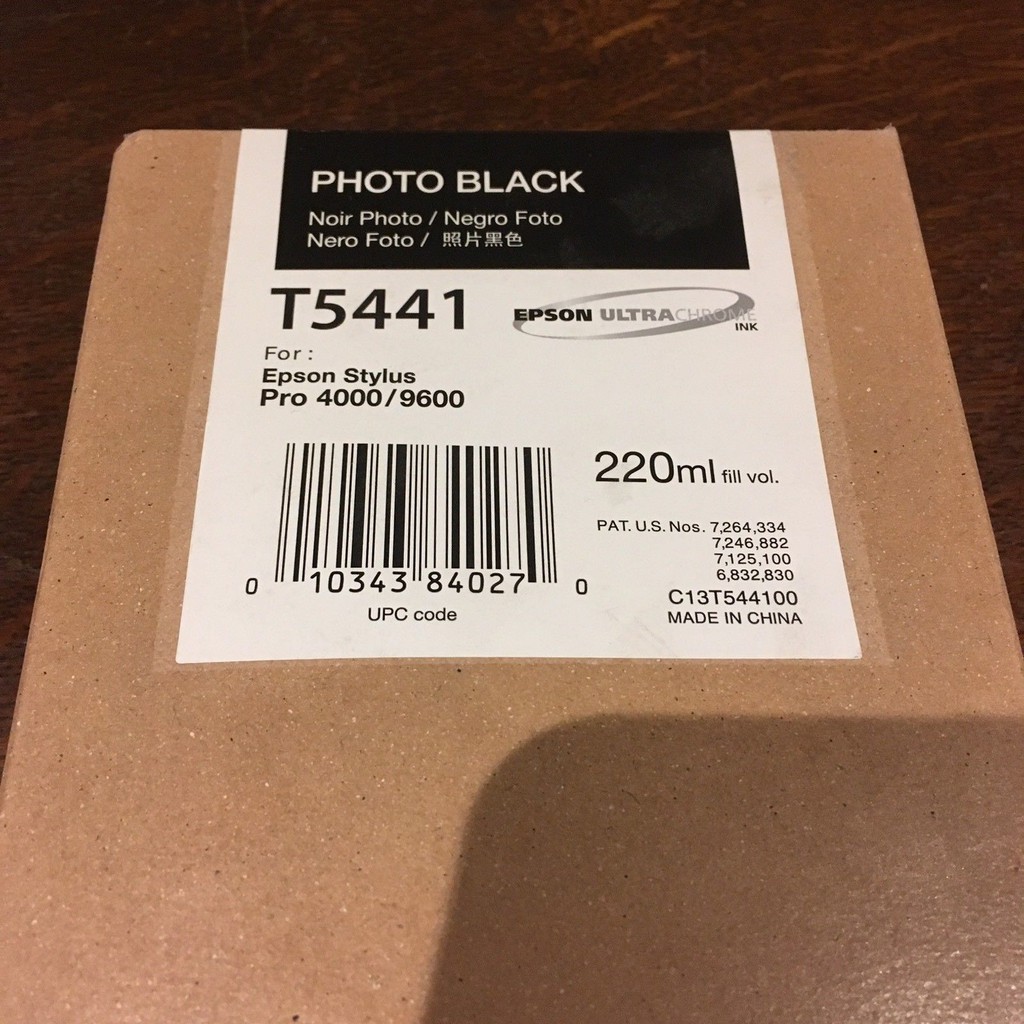 PHOTO BLACK
Noir Photo / Negro Foto
Nero Foto / 照片黑色
T5441
EPSON ULTRACHROME
INK
For :
Epson Stylus
Pro 4000/9600
220ml fill vol.
PAT. U.S. Nos. 7,264,334
7,246,882
7,125,100
6,832,830
C13T544100
MADE IN CHINA
0 10343 84027 0
UPC code